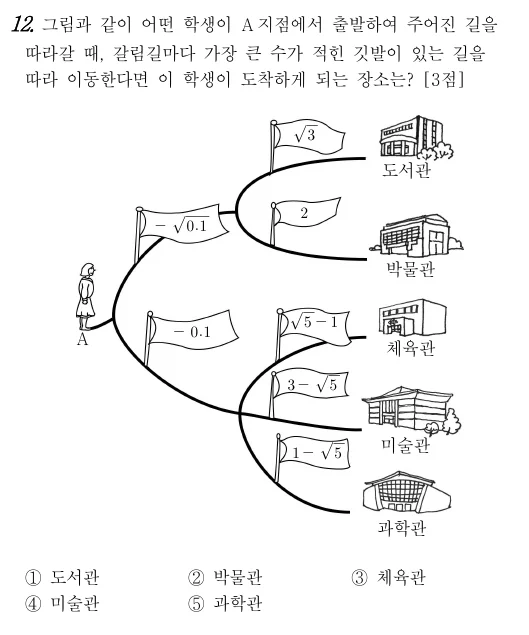 12. 그림과 같이 어떤 학생이 A지점에서 출발하여 주어진 길을
따라갈 때, 갈림길마다 가장 큰 수가 적힌 깃발이 있는 길을
따라 이동한다면 이 학생이 도착하게 되는 장소는? [3점]
√3
도서관
−√0.1
2
박물관
A
−0.1
√5−1
체육관
3−√5
미술관
1−√5
과학관
① 도서관 ② 박물관 ③ 체육관
④ 미술관 ⑤ 과학관